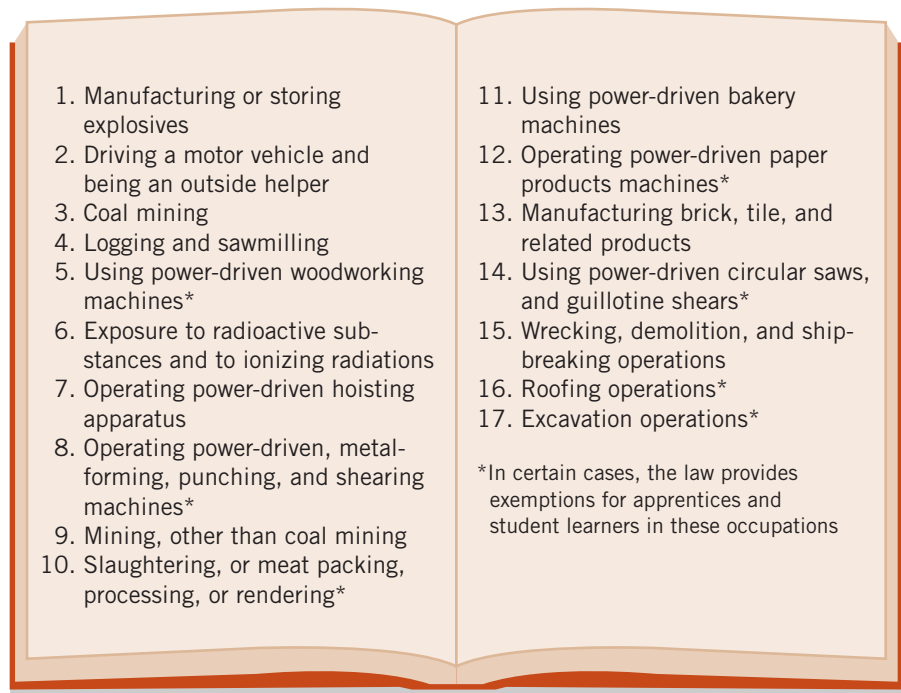 1. Manufacturing or storing
explosives
2. Driving a motor vehicle and
being an outside helper
3. Coal mining
4. Logging and sawmilling
5. Using power-driven woodworking
machines*
6. Exposure to radioactive sub-
stances and to ionizing radiations
7. Operating power-driven hoisting
apparatus
8. Operating power-driven, metal-
forming, punching, and shearing
machines*
9. Mining, other than coal mining
10. Slaughtering, or meat packing,
processing, or rendering*
11. Using power-driven bakery
machines
12. Operating power-driven paper
products machines*
13. Manufacturing brick, tile, and
related products
14. Using power-driven circular saws,
and guillotine shears*
15. Wrecking, demolition, and ship-
breaking operations
16. Roofing operations*
17. Excavation operations*
*In certain cases, the law provides
exemptions for apprentices and
student learners in these occupations